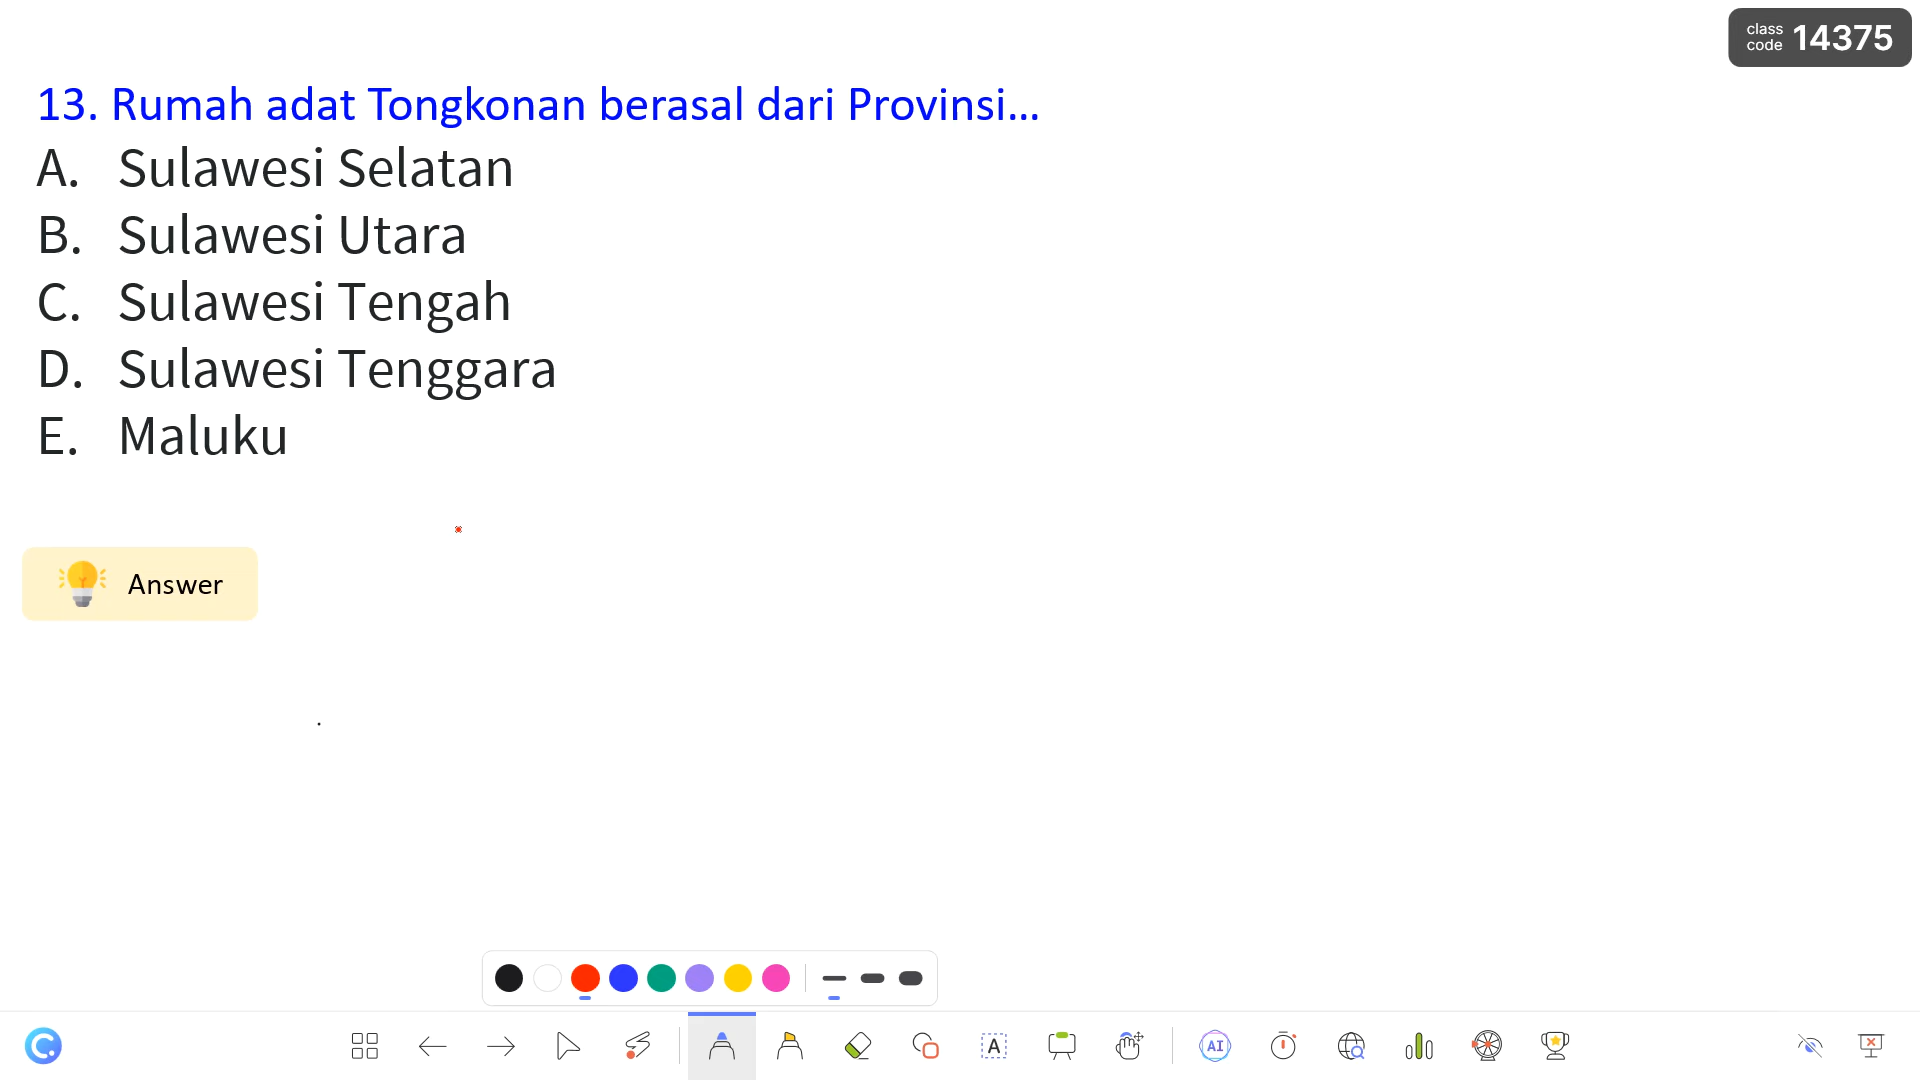 class
code 14375
13. Rumah adat Tongkonan berasal dari Provinsi...
A. Sulawesi Selatan
B. Sulawesi Utara
C. Sulawesi Tengah
D. Sulawesi Tenggara
E. Maluku
Answer
A
AI